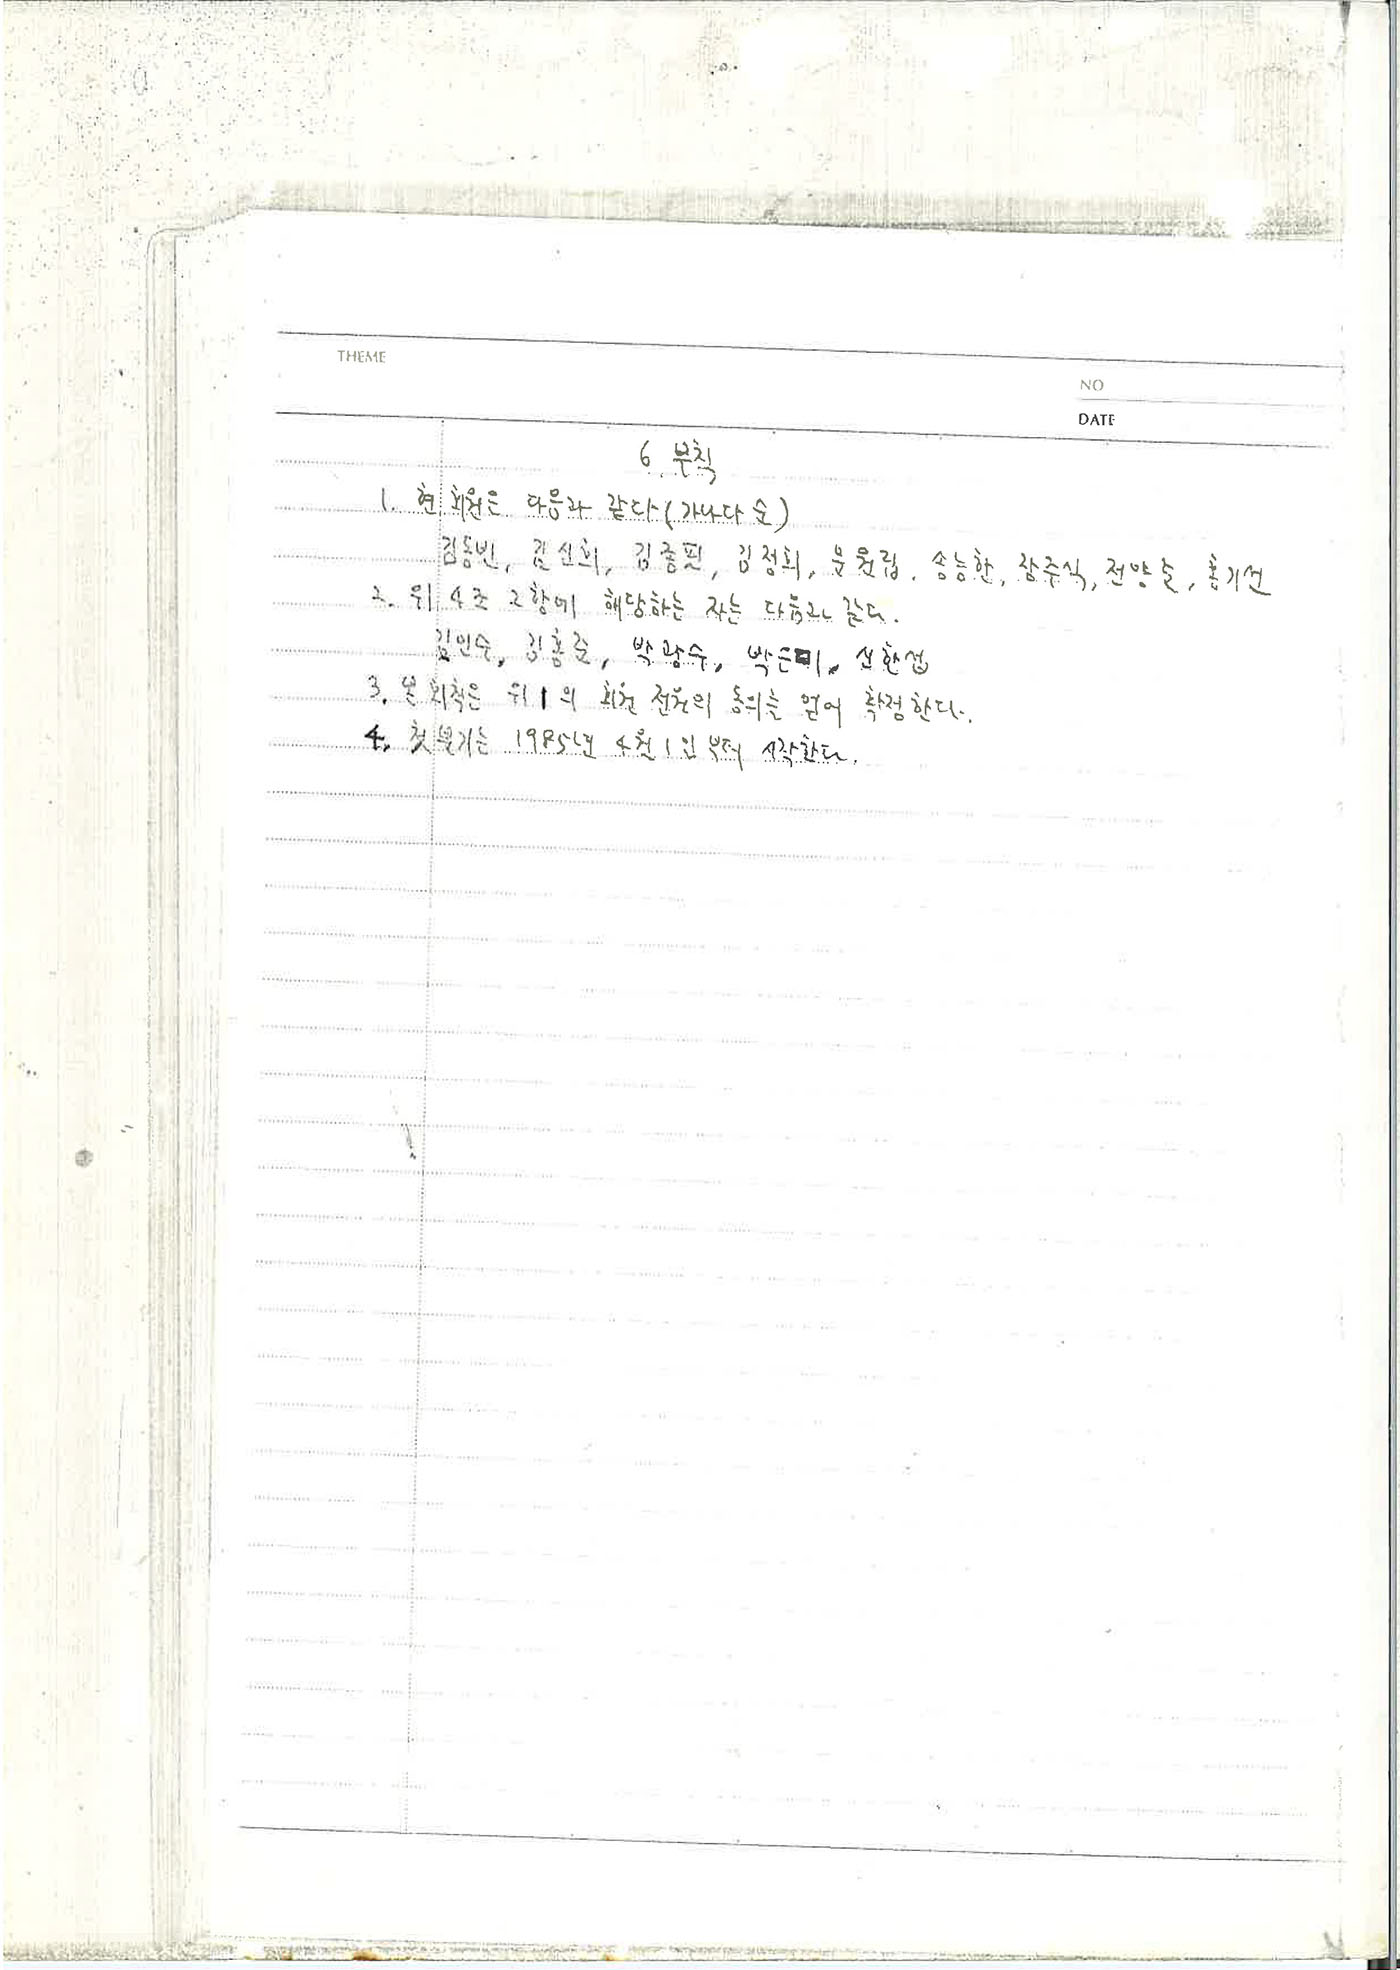 THEME
NO
DATE
6.부칙
1. 현 회원은 다음과 같다 (가나다 순)
김동빈, 김신희, 김종필, 김정희, 문원립, 송능한, 장주식, 전양준, 홍기선
2. 위 4조 2항에 해당하는 자는 다음과 같다.
김인수, 김홍준, 박광수, 박은미, 신한섭
3. 본 회칙은 위 1의 회원 전원의 동의를 얻어 확정한다.
4. 첫 분기는 1985년 4월 1일부터 시작한다.